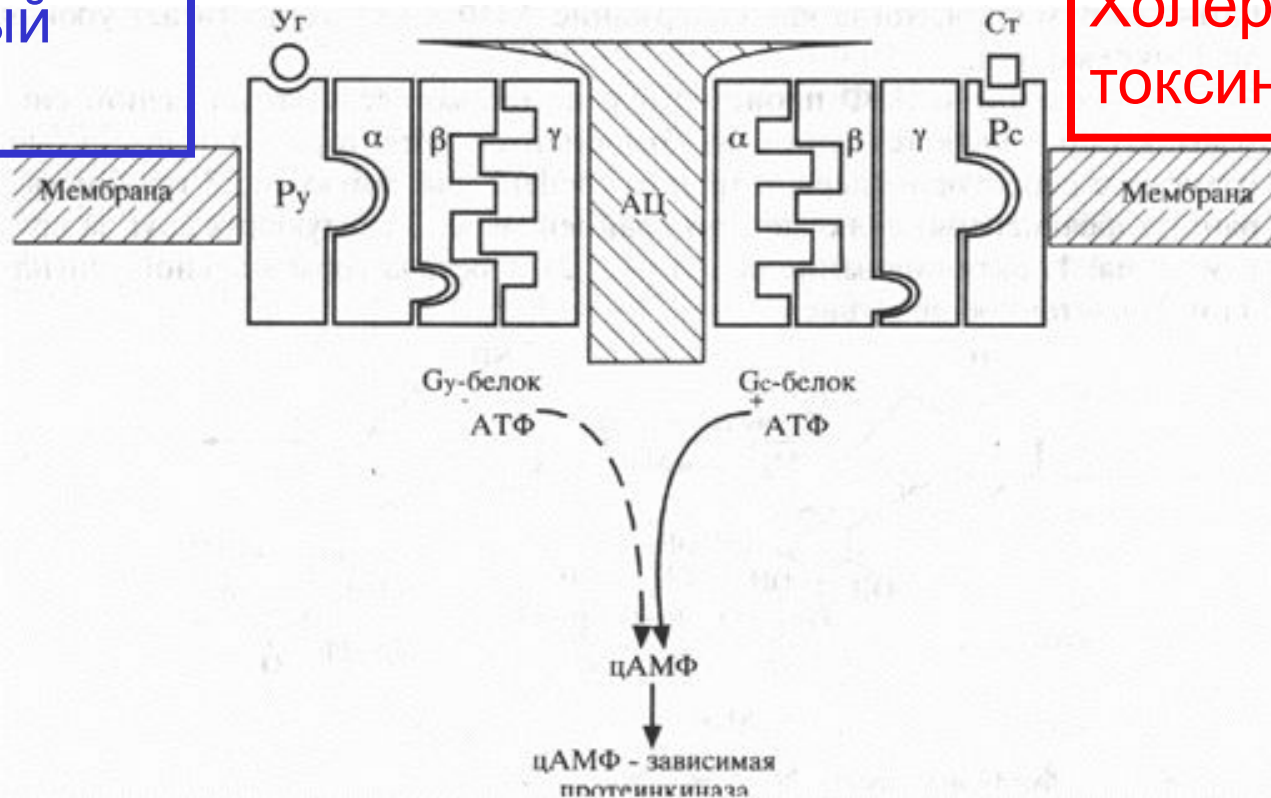 ый
Холер
токсин
Уг
Ст
α
β
γ
α
β
γ
Рс
Мембрана
Ру
АЦ
Мембрана
Gу-белок
Gс-белок
-
+
АТФ
АТФ
цАМФ
цАМФ - зависимая
протеинкиназа